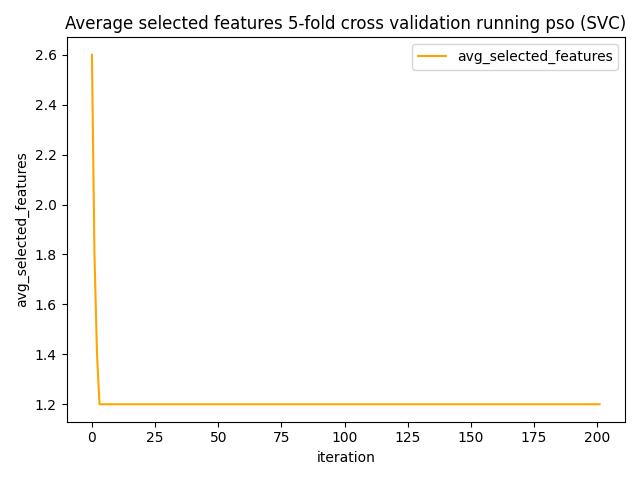 Average selected features 5-fold cross validation running pso (SVC)
avg_selected_features
avg_selected_features
2.6
2.4
2.2
2.0
1.8
1.6
1.4
1.2
0 25 50 75 100 125 150 175 200
iteration